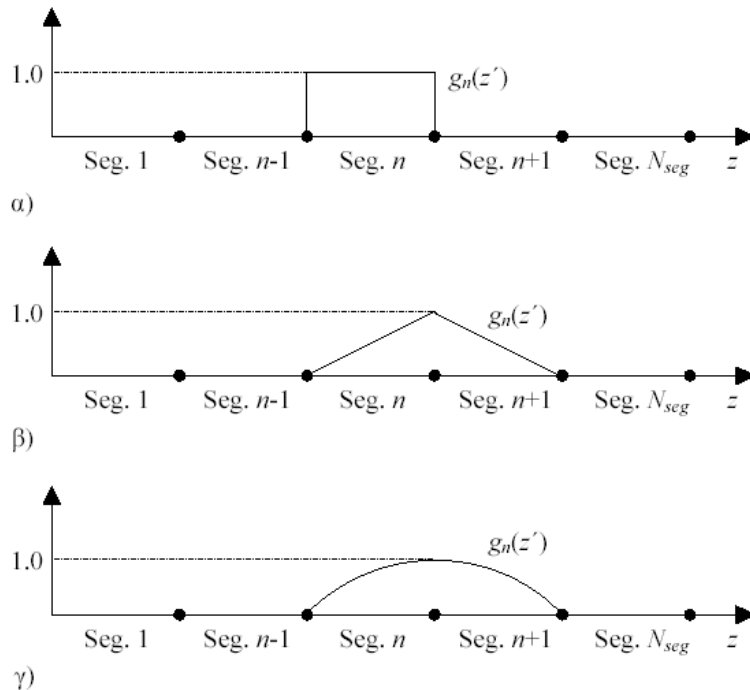 1.0
gn(z´)
Seg. 1 Seg. n-1 Seg. n Seg. n+1 Seg. Nseg z
α)
1.0
gn(z´)
Seg. 1 Seg. n-1 Seg. n Seg. n+1 Seg. Nseg z
β)
1.0
gn(z´)
Seg. 1 Seg. n-1 Seg. n Seg. n+1 Seg. Nseg z
γ)